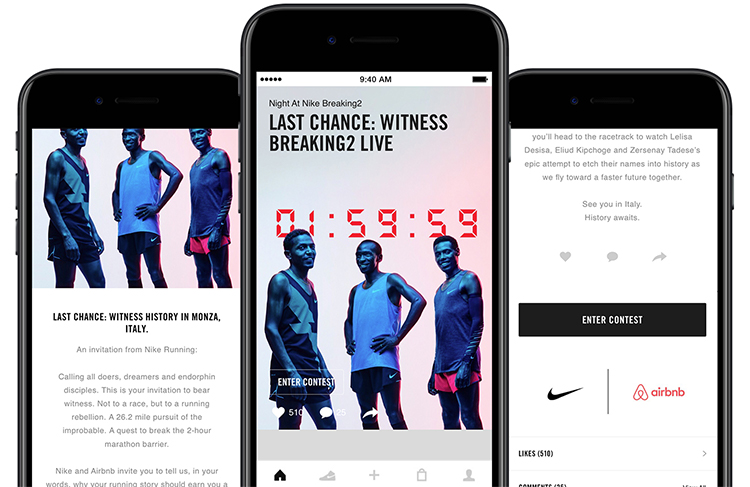 LAST CHANCE: WITNESS HISTORY IN MONZA,
ITALY.
An invitation from Nike Running:
Calling all doers, dreamers and endorphin
disciples. This is your invitation to bear
witness. Not to a race, but to a running
rebellion. A 26.2 mile pursuit of the
improbable. A quest to break the 2-hour
marathon barrier.
Nike and Airbnb invite you to tell us, in your
words, why your running story should earn you a
9:40 AM
Night At Nike Breaking2
LAST CHANCE: WITNESS
BREAKING2 LIVE
01:59:59
ENTER CONTEST
510
25
you’ll head to the racetrack to watch Lelisa
Desisa, Eliud Kipchoge and Zersenay Tadese’s
epic attempt to etch their names into history as
we fly toward a faster future together.
See you in Italy.
History awaits.
ENTER CONTEST
airbnb
LIKES (510)
COMMENTS (25)
View All